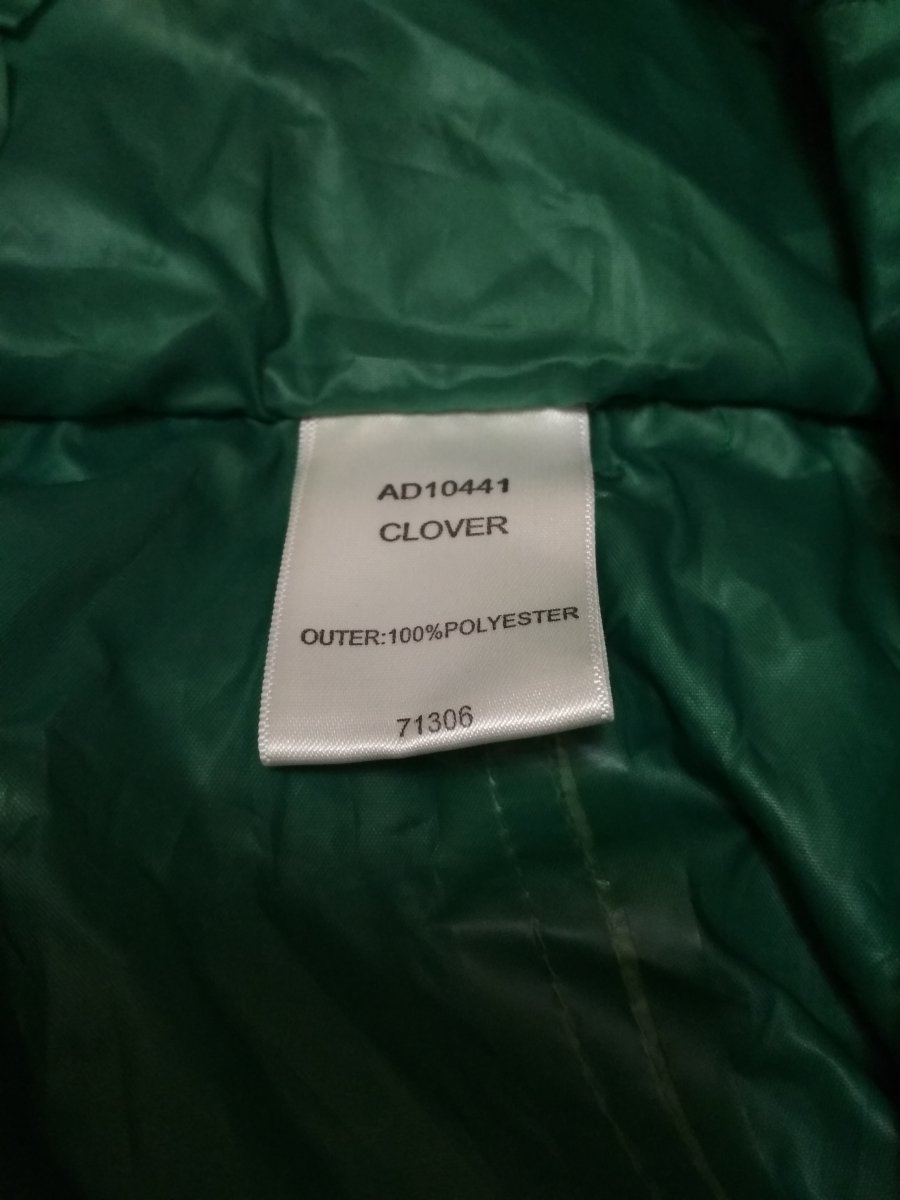 AD10441
CLOVER
OUTER:100%POLYESTER
71306